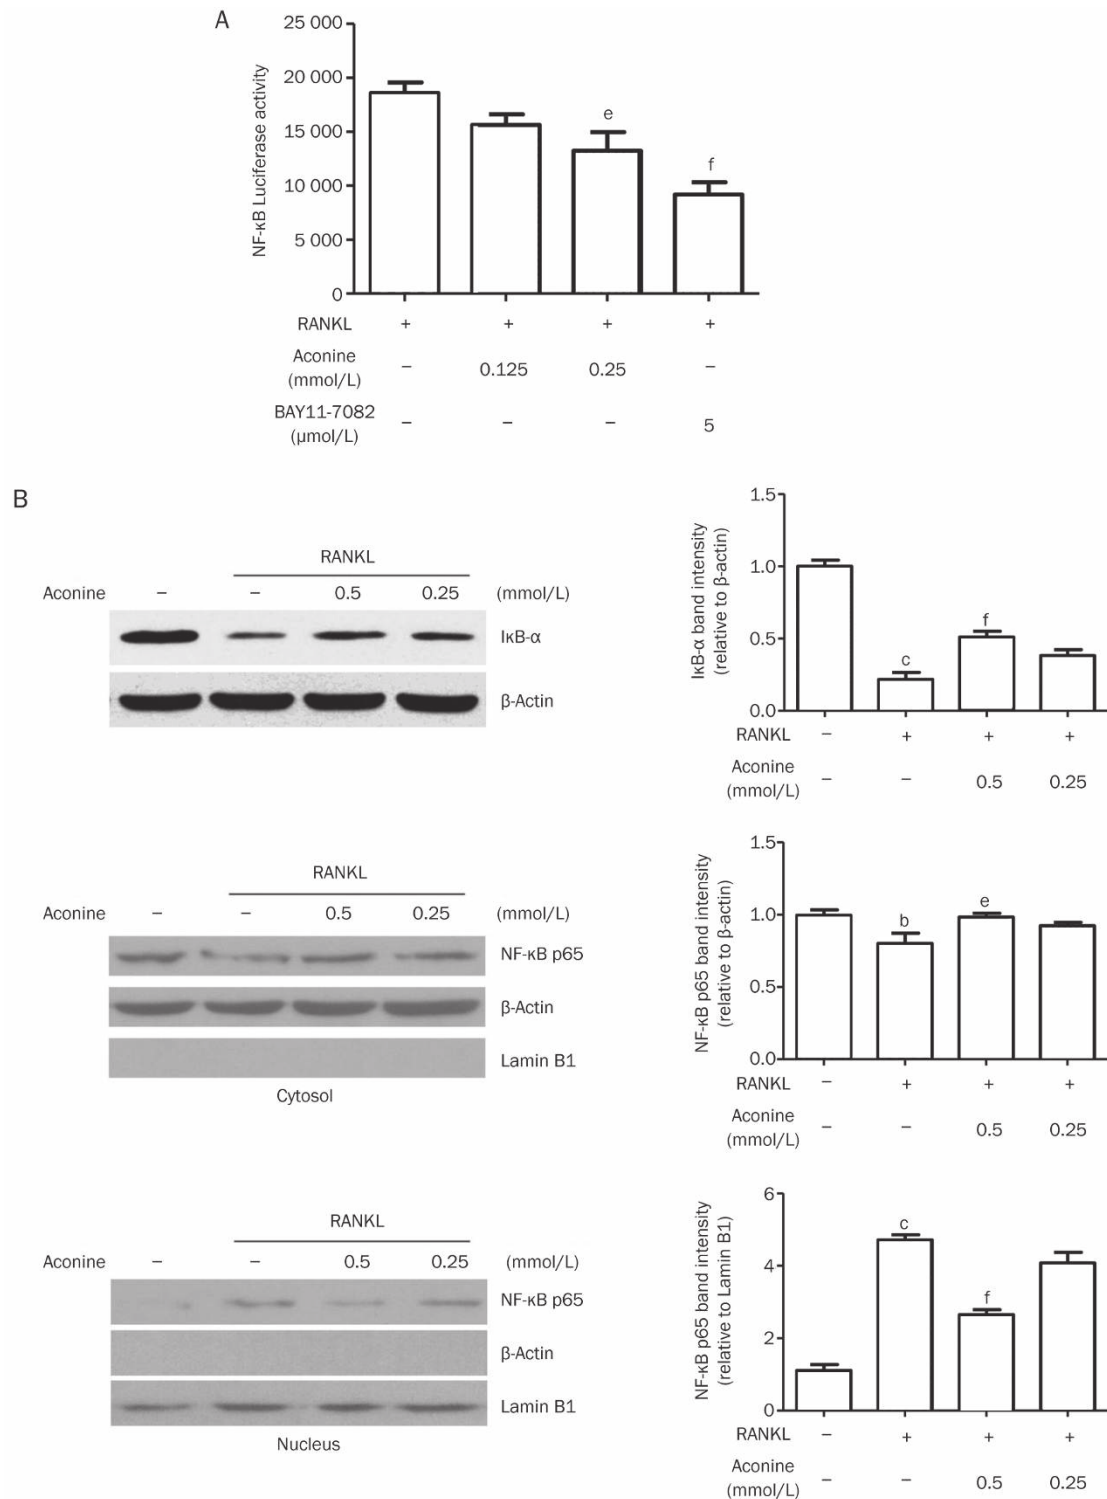 A
25 000
20 000
15 000
10 000
5 000
0
NF-κB Luciferase activity
e
f
RANKL + + + +
Aconine
(mmol/L) – 0.125 0.25 –
BAY11-7082
(μmol/L) – – – 5
B
RANKL
Aconine – – 0.5 0.25 (mmol/L)
IκB-α
β-Actin
1.5
1.0
0.5
0.0
IκB-α band intensity
(relative to β-actin)
c
f
RANKL – + + +
Aconine
(mmol/L) – – 0.5 0.25
RANKL
Aconine – – 0.5 0.25 (mmol/L)
NF-κB p65
β-Actin
Lamin B1
Cytosol
1.5
1.0
0.5
0.0
NF-κB p65 band intensity
(relative to β-actin)
b
e
RANKL – + + +
Aconine
(mmol/L) – – 0.5 0.25
RANKL
Aconine – – 0.5 0.25 (mmol/L)
NF-κB p65
β-Actin
Lamin B1
Nucleus
6
4
2
0
NF-κB p65 band intensity
(relative to Lamin B1)
c
f
RANKL – + + +
Aconine
(mmol/L) – – 0.5 0.25